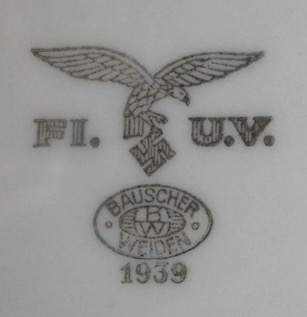 Fl. U.V.
BAUSCHER
BW
WEIDEN
1939